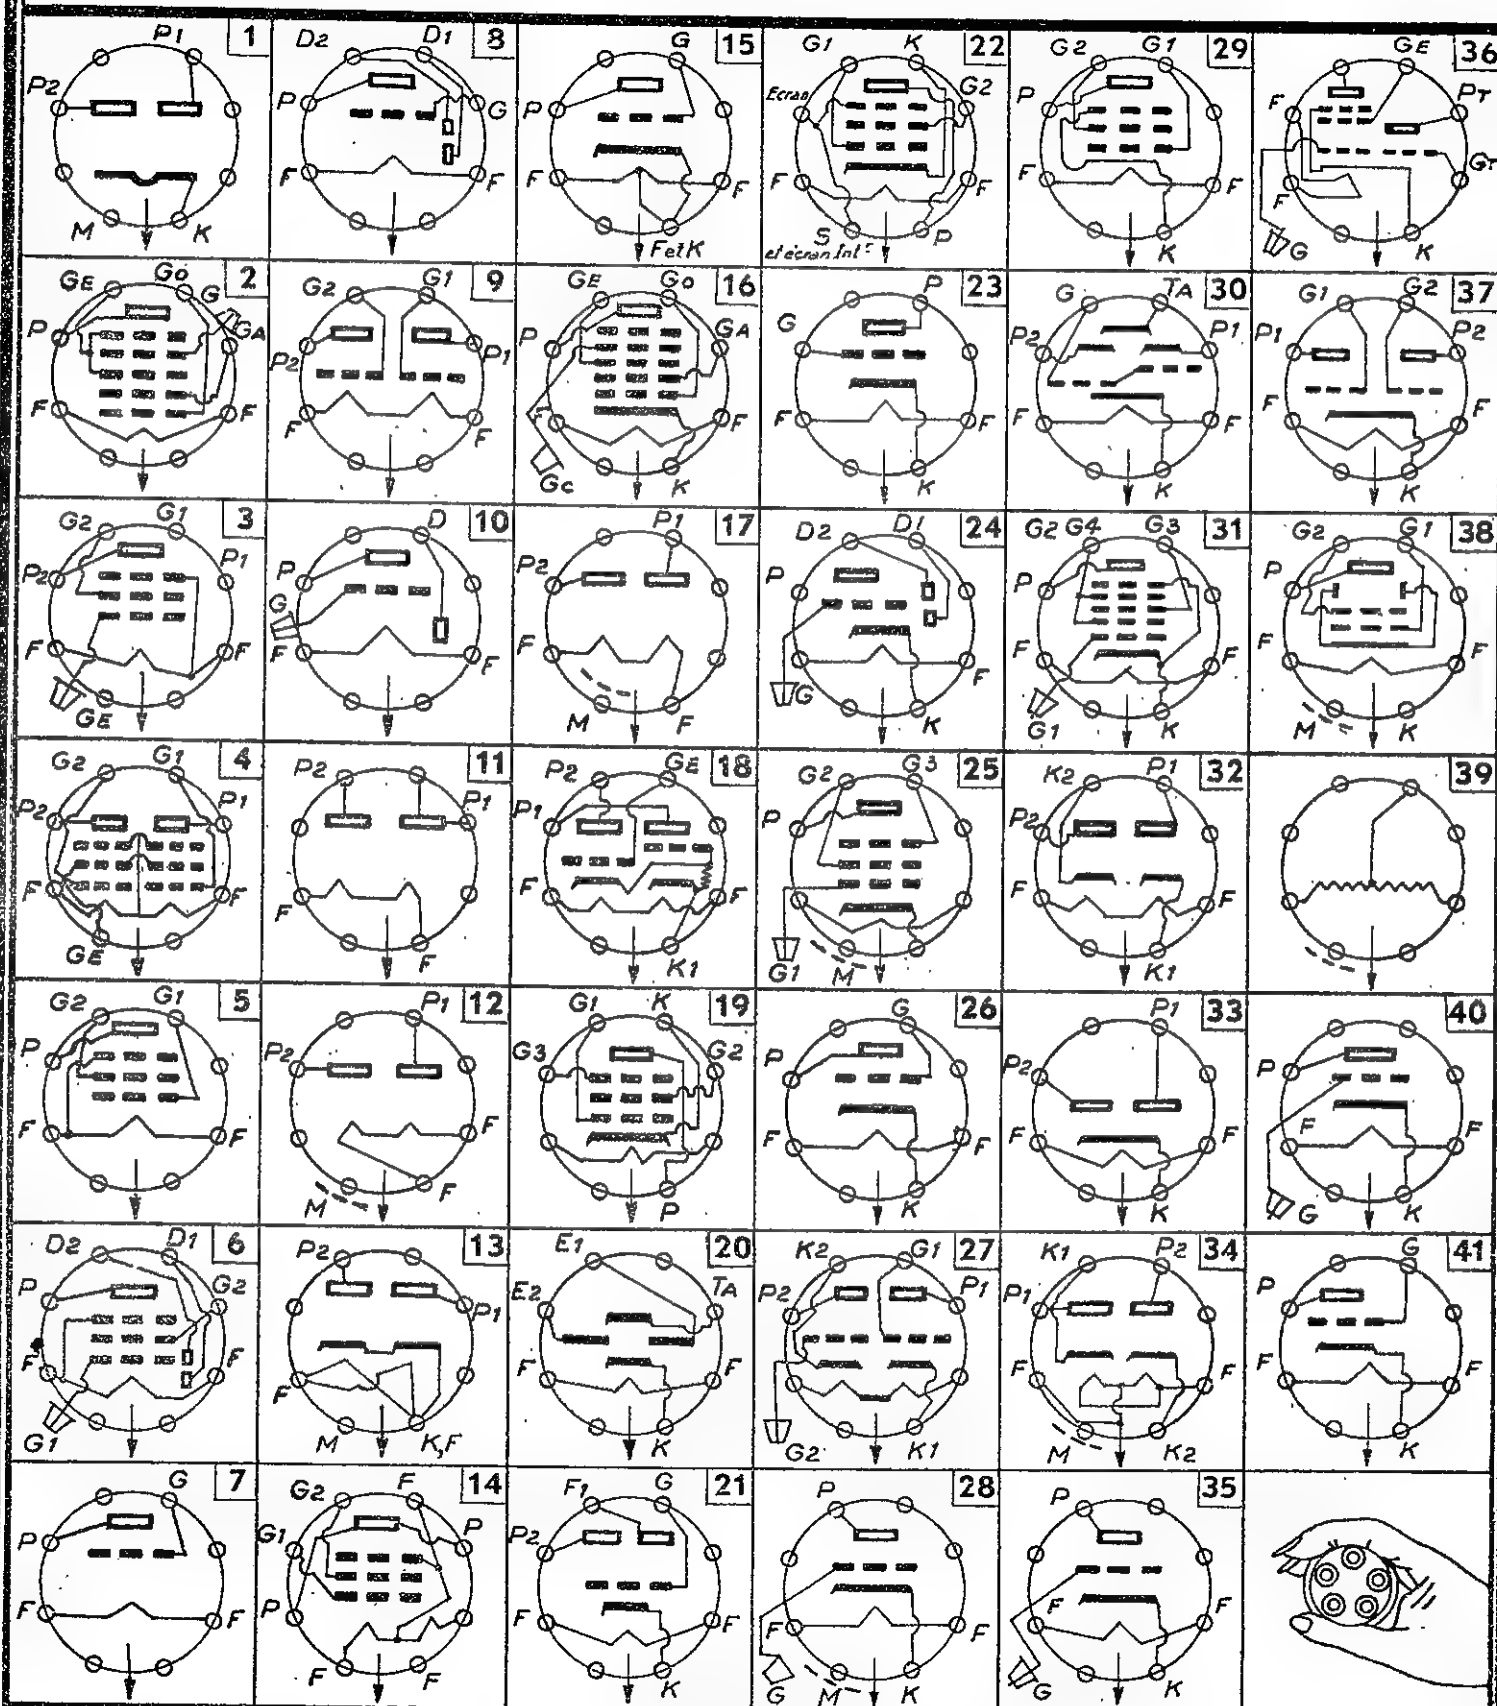 P1 1
P2
M K
D2 D1 8
P G
F F
G 15
P
F F
F et K
G1 K 22
Ecran G2
F F
S P
et écran Int.
G2 G1 29
P
F F
K
GE 36
F PT
GT
F
G K
GE GO G 2
P GA
F F
G2 G1 9
P2 P1
F F
GE GO 16
P GA
F F
GC K
P 23
G
F F
K
G TA 30
P2 P1
F F
K
G1 G2 37
P1 P2
F F
K
G2 G1 3
P2 P1
F F
GE
D 10
P
G
F F
P1 17
P2
F
M F
D2 D1 24
P
F F
G K
G2 G4 G3 31
P
F F
G1 K
G2 G1 38
P
F F
M K
G2 G1 4
P2 P1
F F
GE
P2 11
P1
F
F
P2 GE 18
P1
F F
K1
G2 G3 25
P
G1 M
K2 P1 32
P2
F F
K1
39
G2 G1 5
P
F F
P1 12
P2
F
M F
G1 K 19
G3 G2
P
G 26
P
F F
K
P1 33
P2
F F
K
40
P
F F
G K
D2 D1 6
P G2
F F
G1
P2 13
P1
F
M K,F
E1 20
E2 TA
F F
K
K2 G1 27
P2 P1
G2 K1
K1 P2 34
P1
F F
M K2
G 41
P
F F
K
G 7
P
F F
G2 F 14
G1 P
P
F F
F1 G 21
P2
F F
K
P 28
F F
G M K
P 35
F F
G K